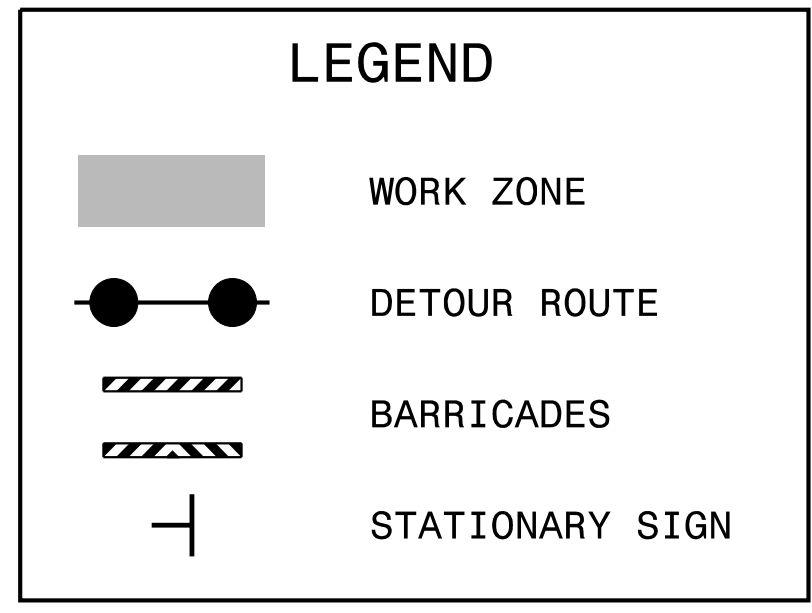 LEGEND
WORK ZONE
DETOUR ROUTE
BARRICADES
STATIONARY SIGN